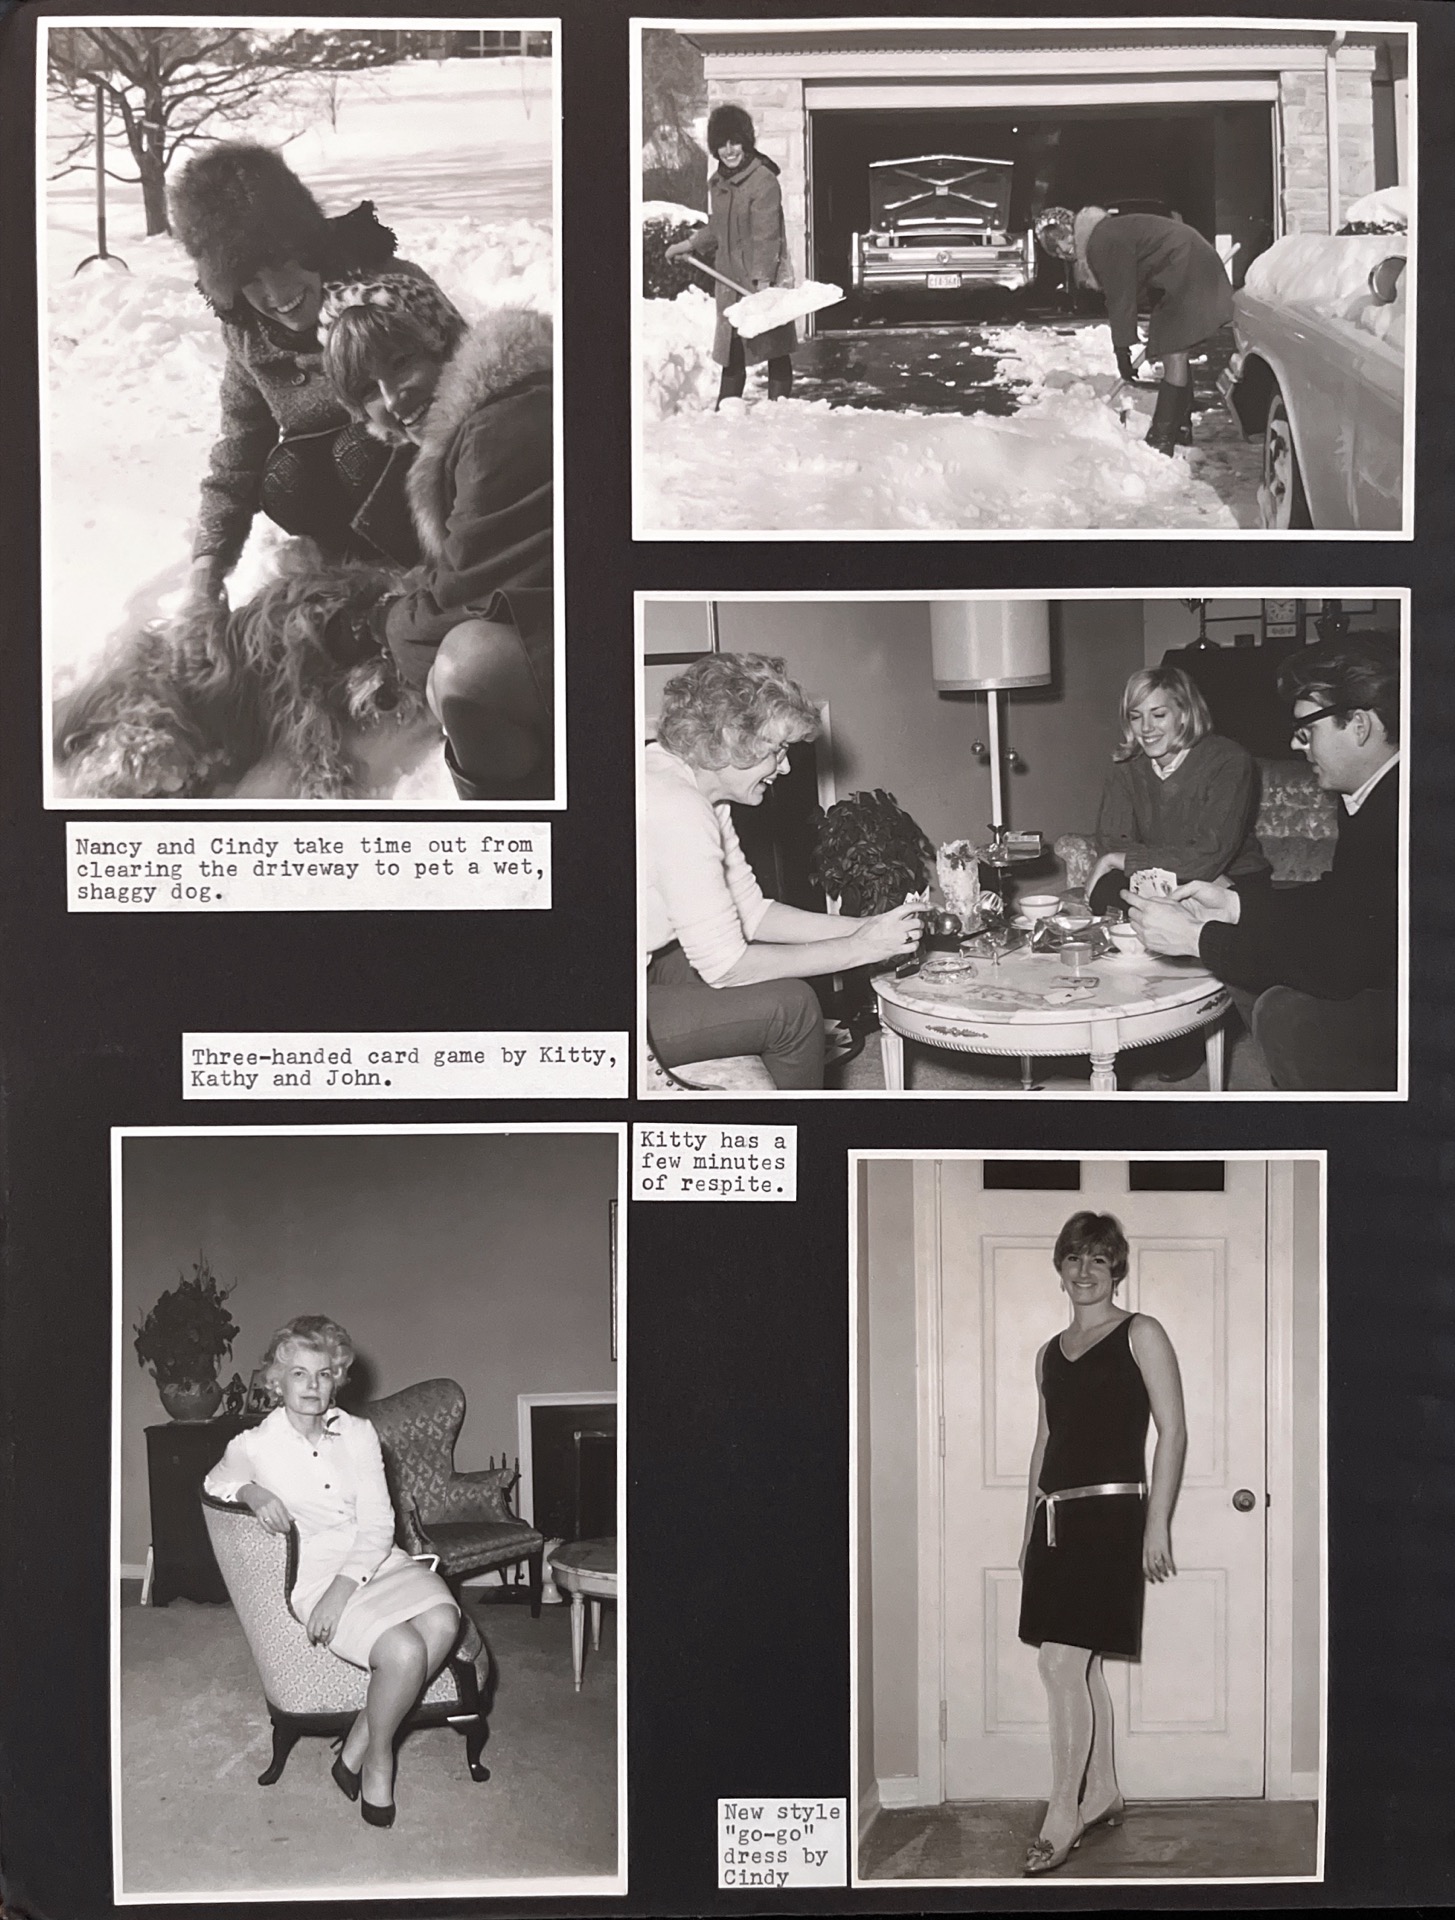 Nancy and Cindy take time out from
clearing the driveway to pet a wet,
shaggy dog.
Three-handed card game by Kitty,
Kathy and John.
Kitty has a
few minutes
of respite.
New style
"go-go"
dress by
Cindy